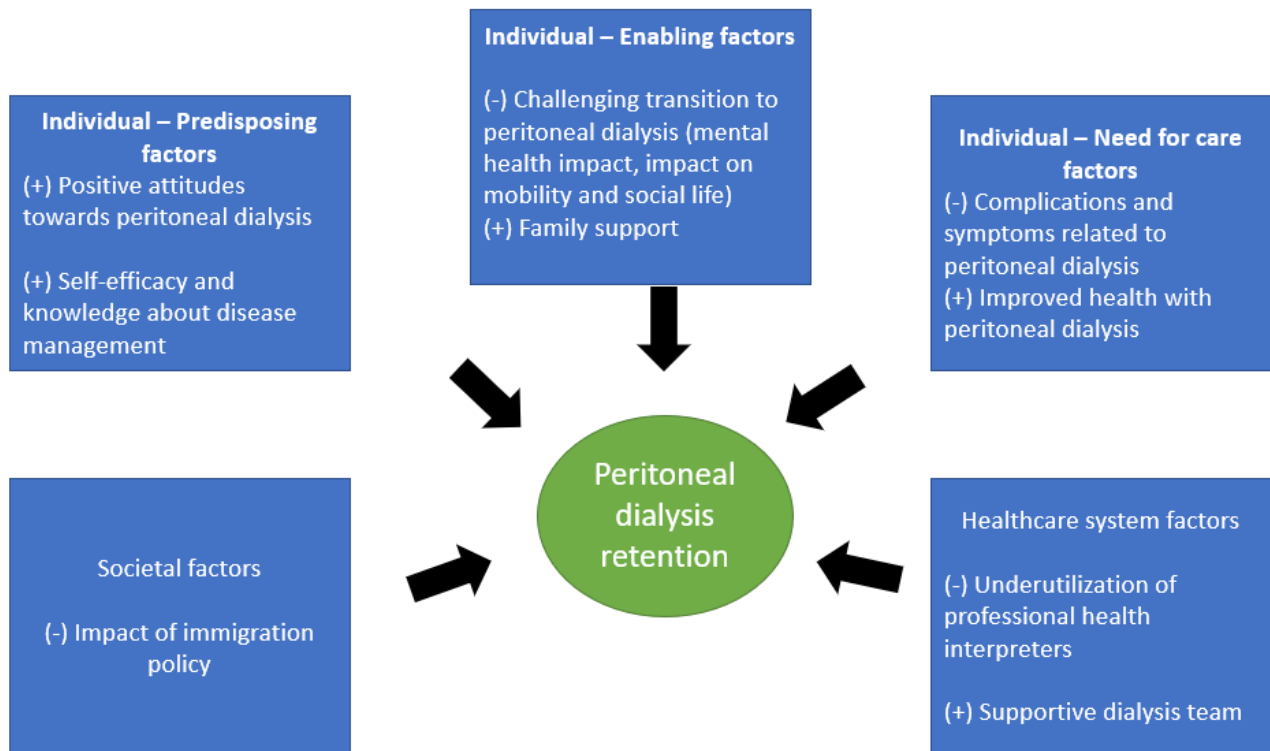 Individual – Enabling factors
(-) Challenging transition to
peritoneal dialysis (mental
health impact, impact on
mobility and social life)
(+) Family support
Individual – Predisposing
factors
(+) Positive attitudes
towards peritoneal dialysis
(+) Self-efficacy and
knowledge about disease
management
Individual – Need for care
factors
(-) Complications and
symptoms related to
peritoneal dialysis
(+) Improved health with
peritoneal dialysis
Peritoneal
dialysis
retention
Societal factors
(-) Impact of immigration
policy
Healthcare system factors
(-) Underutilization of
professional health
interpreters
(+) Supportive dialysis team